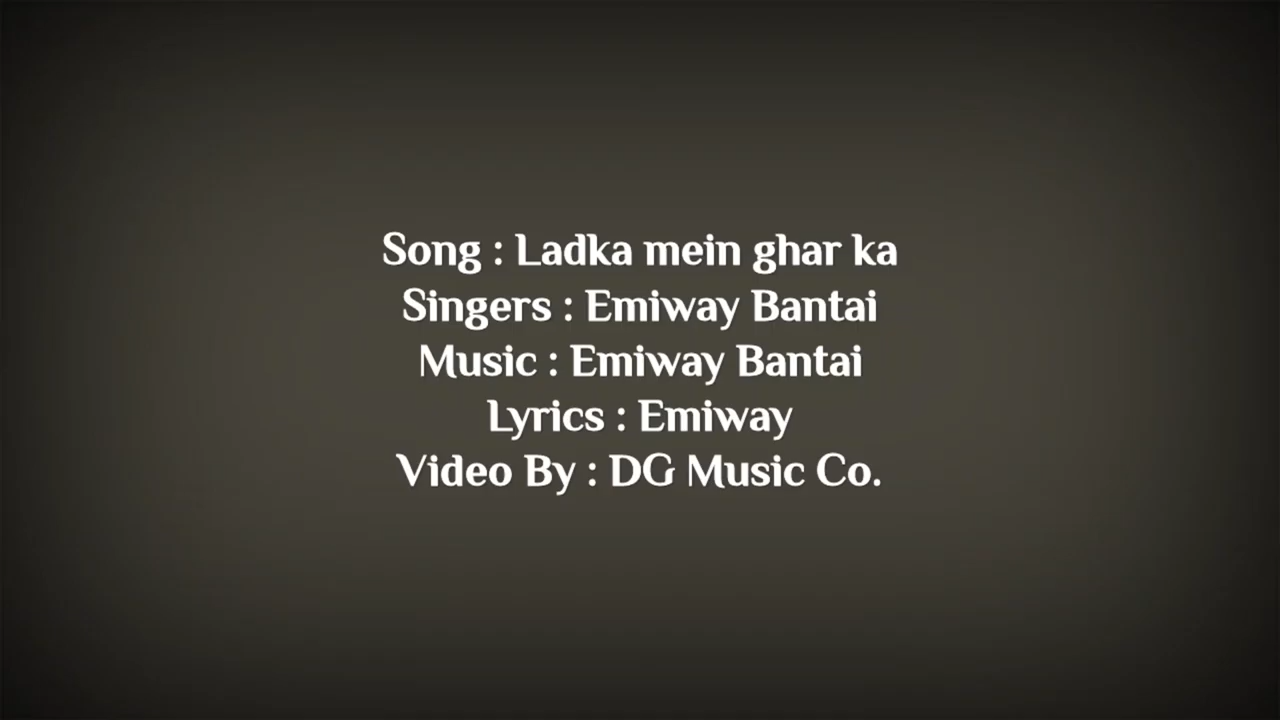 Song : Ladka mein ghar ka
Singers : Emiway Bantai
Music : Emiway Bantai
Lyrics : Emiway
Video By : DG Music Co.